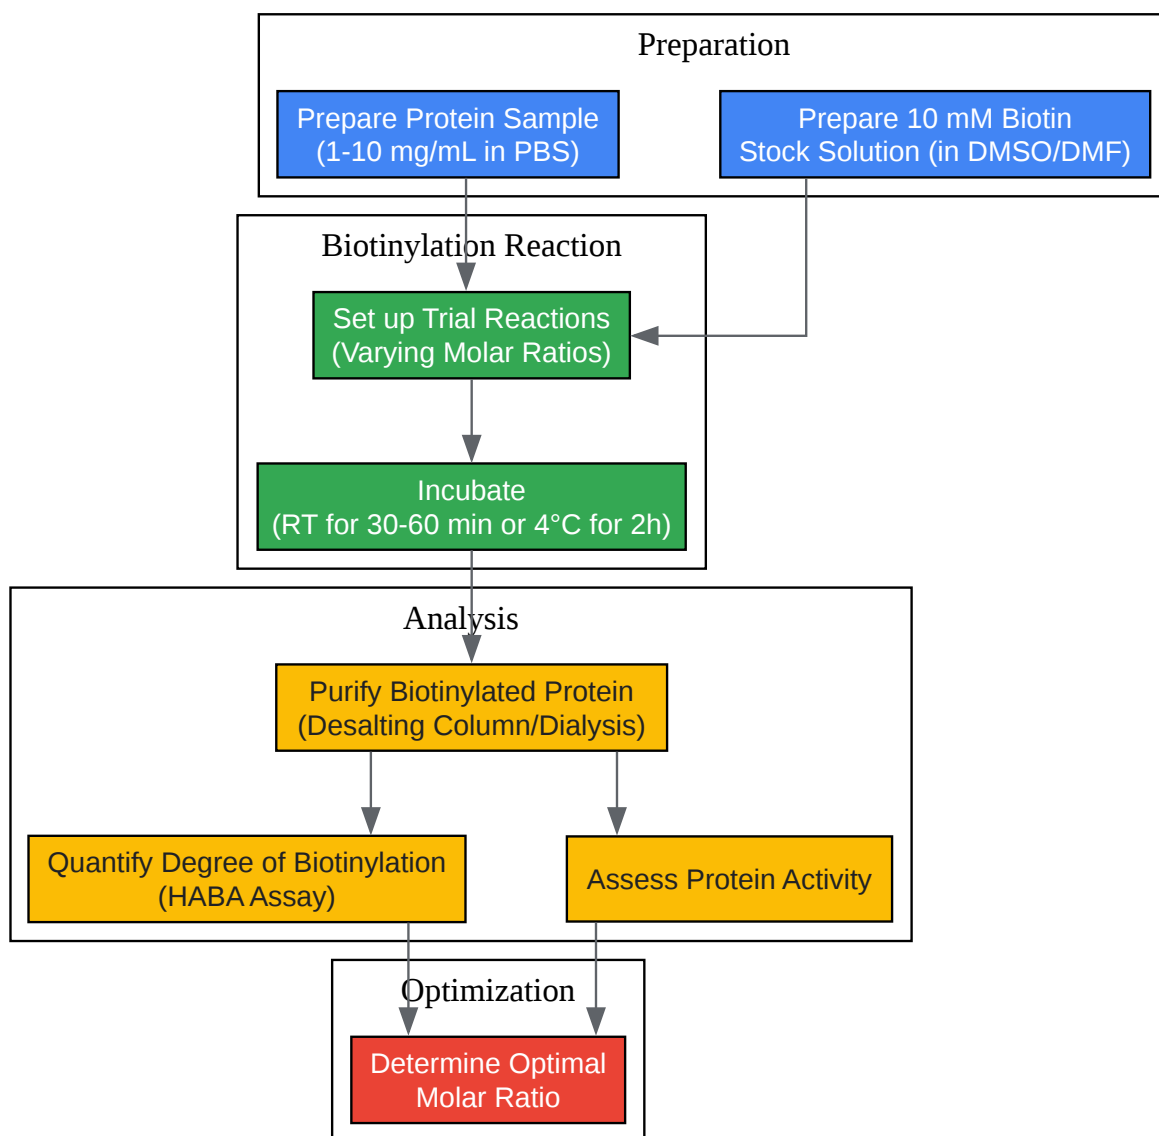 Preparation
Prepare Protein Sample
(1-10 mg/mL in PBS)
Prepare 10 mM Biotin
Stock Solution (in DMSO/DMF)
Biotinylation Reaction
Set up Trial Reactions
(Varying Molar Ratios)
Incubate
(RT for 30-60 min or 4°C for 2h)
Analysis
Purify Biotinylated Protein
(Desalting Column/Dialysis)
Quantify Degree of Biotinylation
(HABA Assay)
Assess Protein Activity
Optimization
Determine Optimal
Molar Ratio